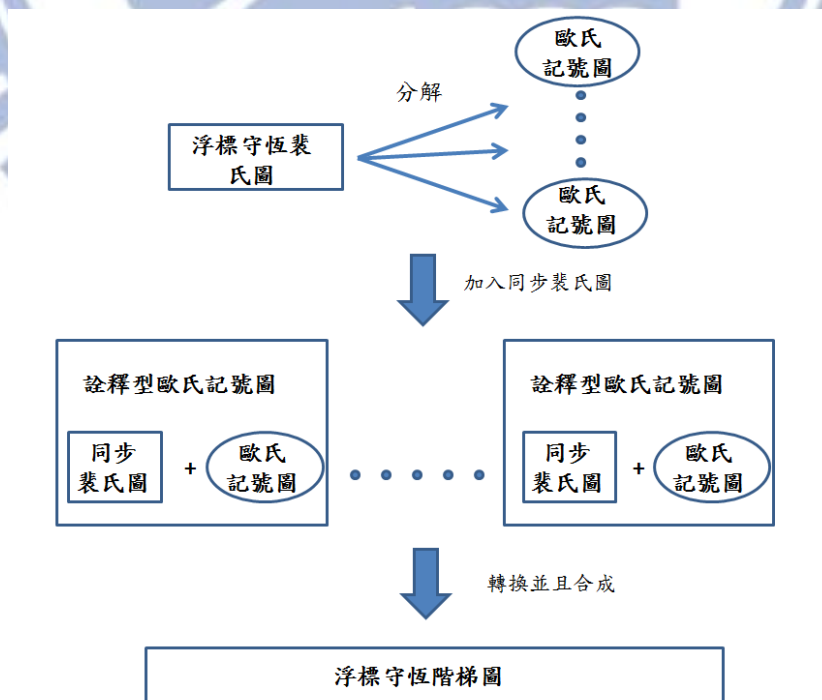 歐氏
記號圖
分解
浮標守恆裴
氏圖
歐氏
記號圖
加入同步裴氏圖
詮釋型歐氏記號圖
同步
裴氏圖
+
歐氏
記號圖
詮釋型歐氏記號圖
同步
裴氏圖
+
歐氏
記號圖
轉換並且合成
浮標守恆階梯圖